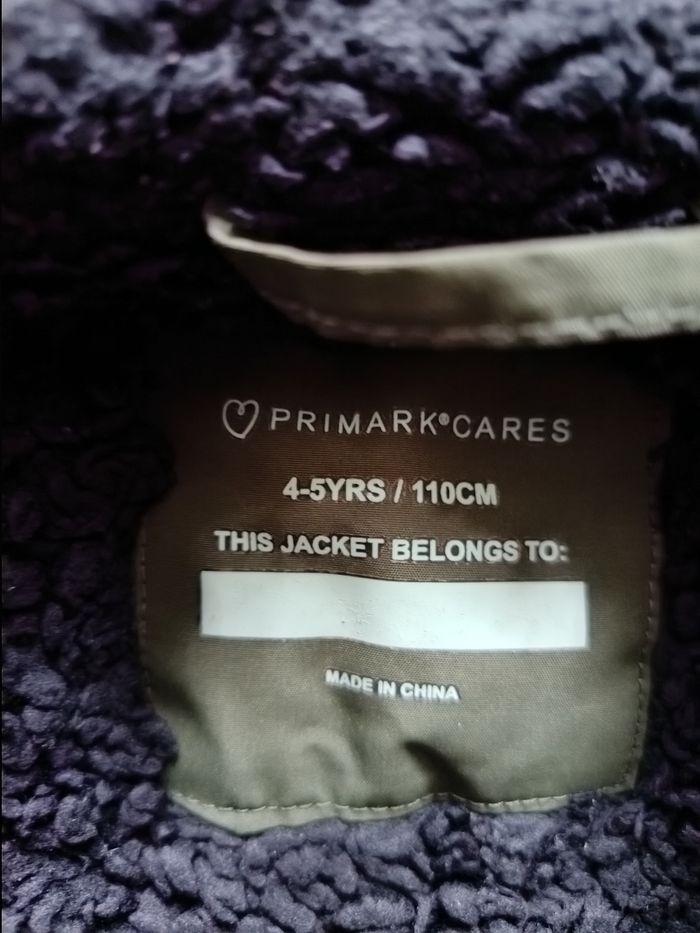 PRIMARK®CARES
4-5YRS / 110CM
THIS JACKET BELONGS TO:
MADE IN CHINA